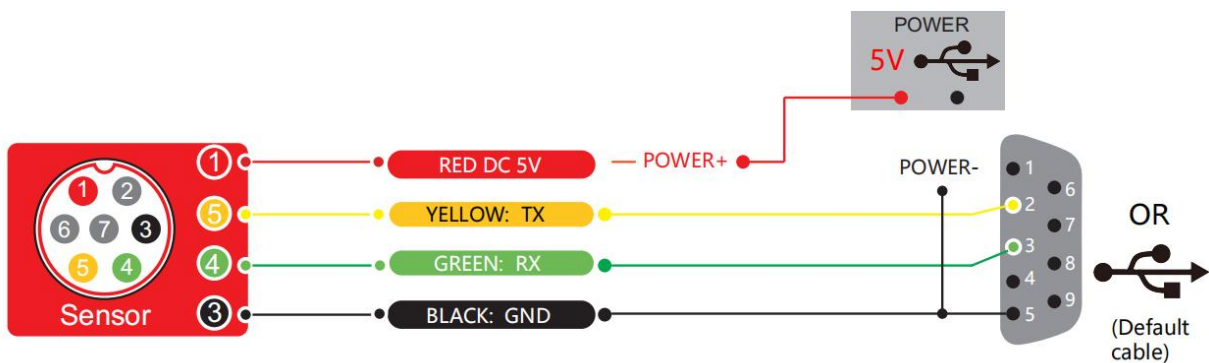 POWER
5V
1
RED DC 5V
POWER+
POWER-
5
YELLOW: TX
4
GREEN: RX
3
BLACK: GND
1
2
6
7
3
5
4
Sensor
1
6
2
7
3
8
4
9
5
OR
(Default
cable)